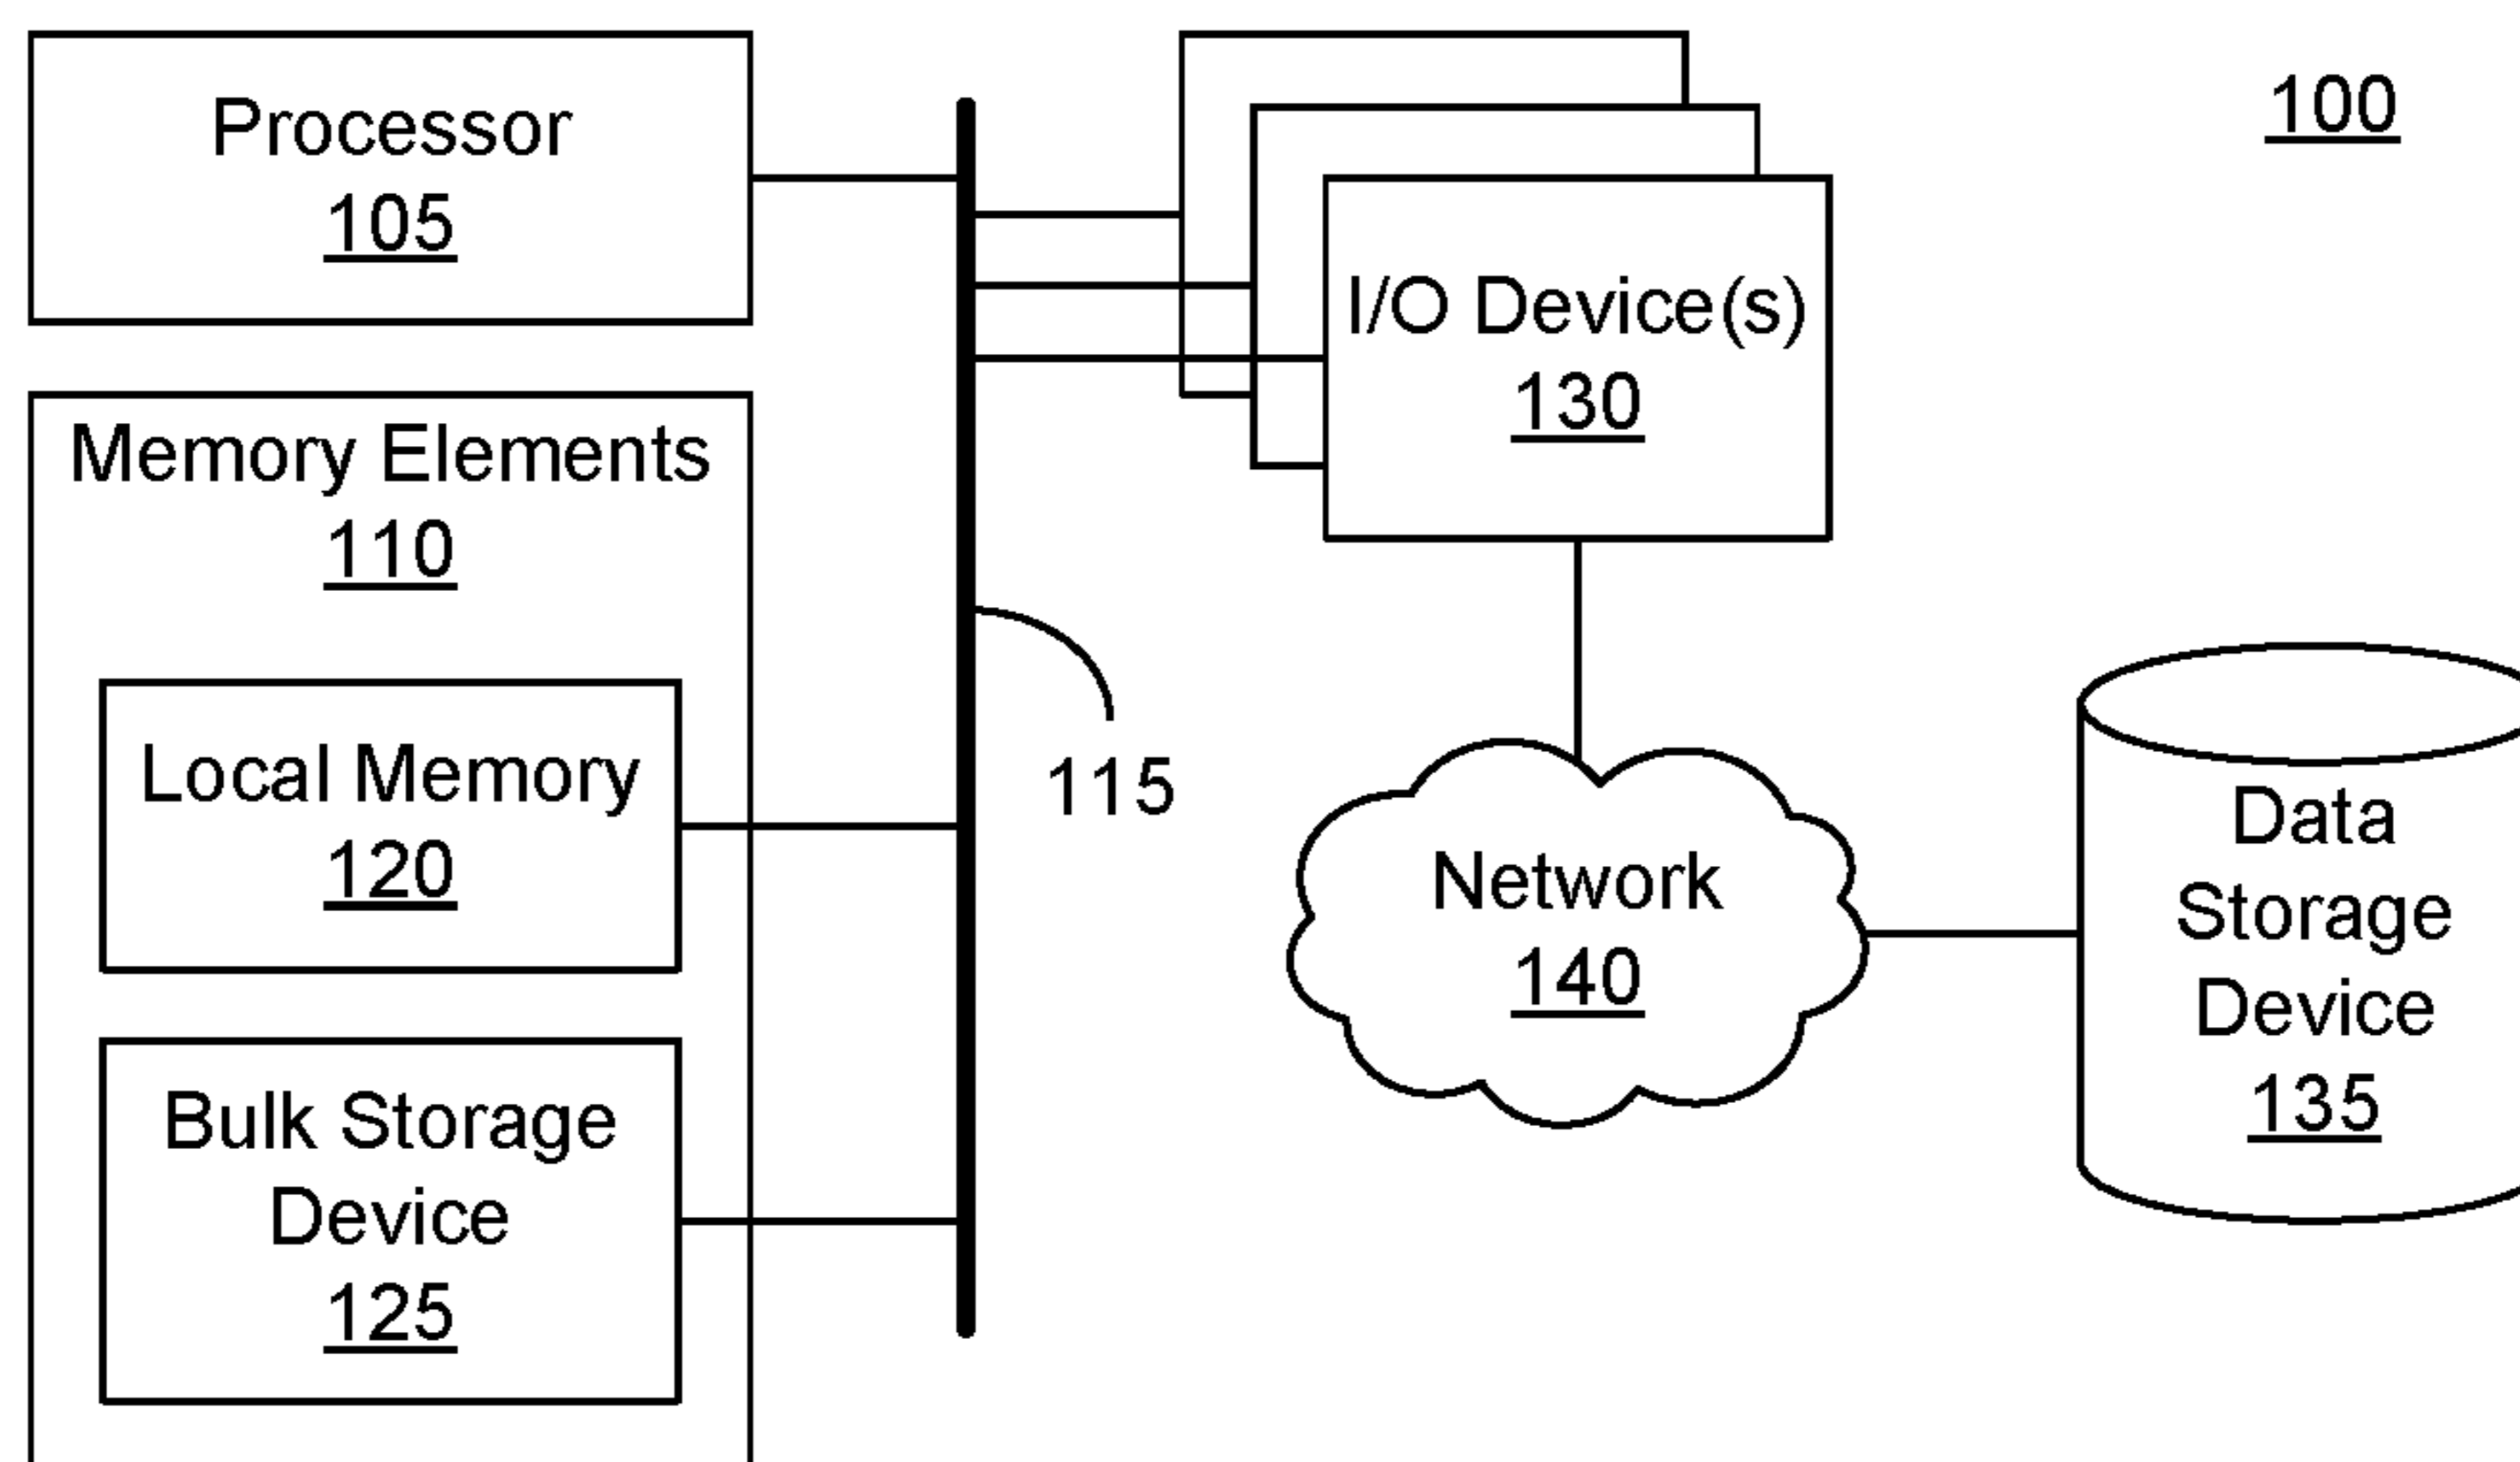 Processor
105
Memory Elements
110
Local Memory
120
Bulk Storage
Device
125
115
I/O Device(s)
130
100
Network
140
Data
Storage
Device
135